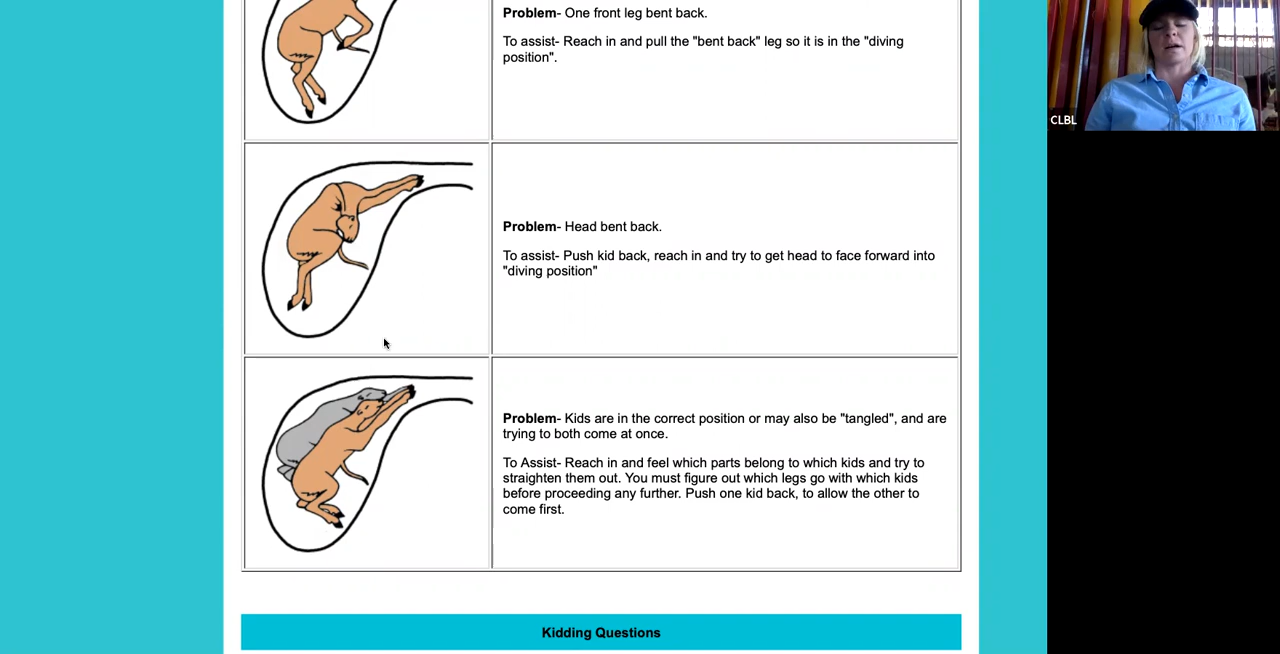 Problem- One front leg bent back.
To assist- Reach in and pull the "bent back" leg so it is in the "diving
position".
CLBL
Problem- Head bent back.
To assist- Push kid back, reach in and try to get head to face forward into
"diving position"
Problem- Kids are in the correct position or may also be "tangled", and are
trying to both come at once.
To Assist- Reach in and feel which parts belong to which kids and try to
straighten them out. You must figure out which legs go with which kids
before proceeding any further. Push one kid back, to allow the other to
come first.
Kidding Questions